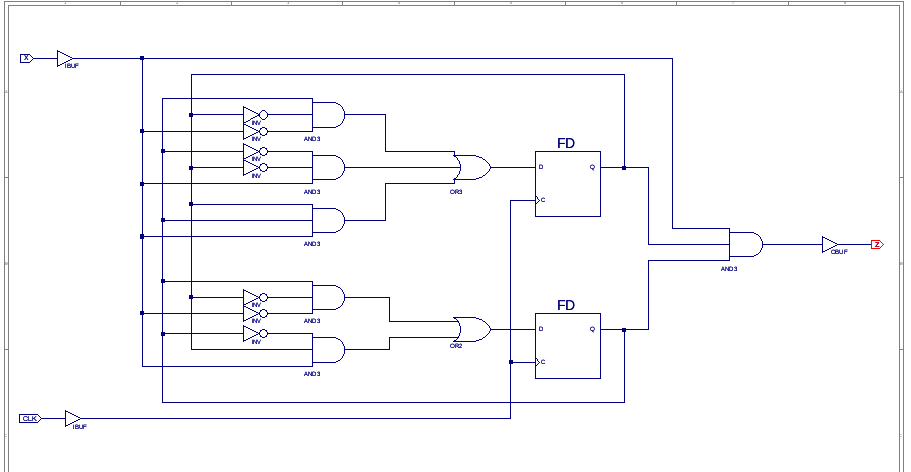 X
IBUF
FD
INV
INV
AND3
INV
INV
D
Q
AND3
OR3
C
AND3
Z
OBUF
AND3
FD
INV
INV
AND3
D
Q
INV
OR2
C
AND3
CLK
IBUF